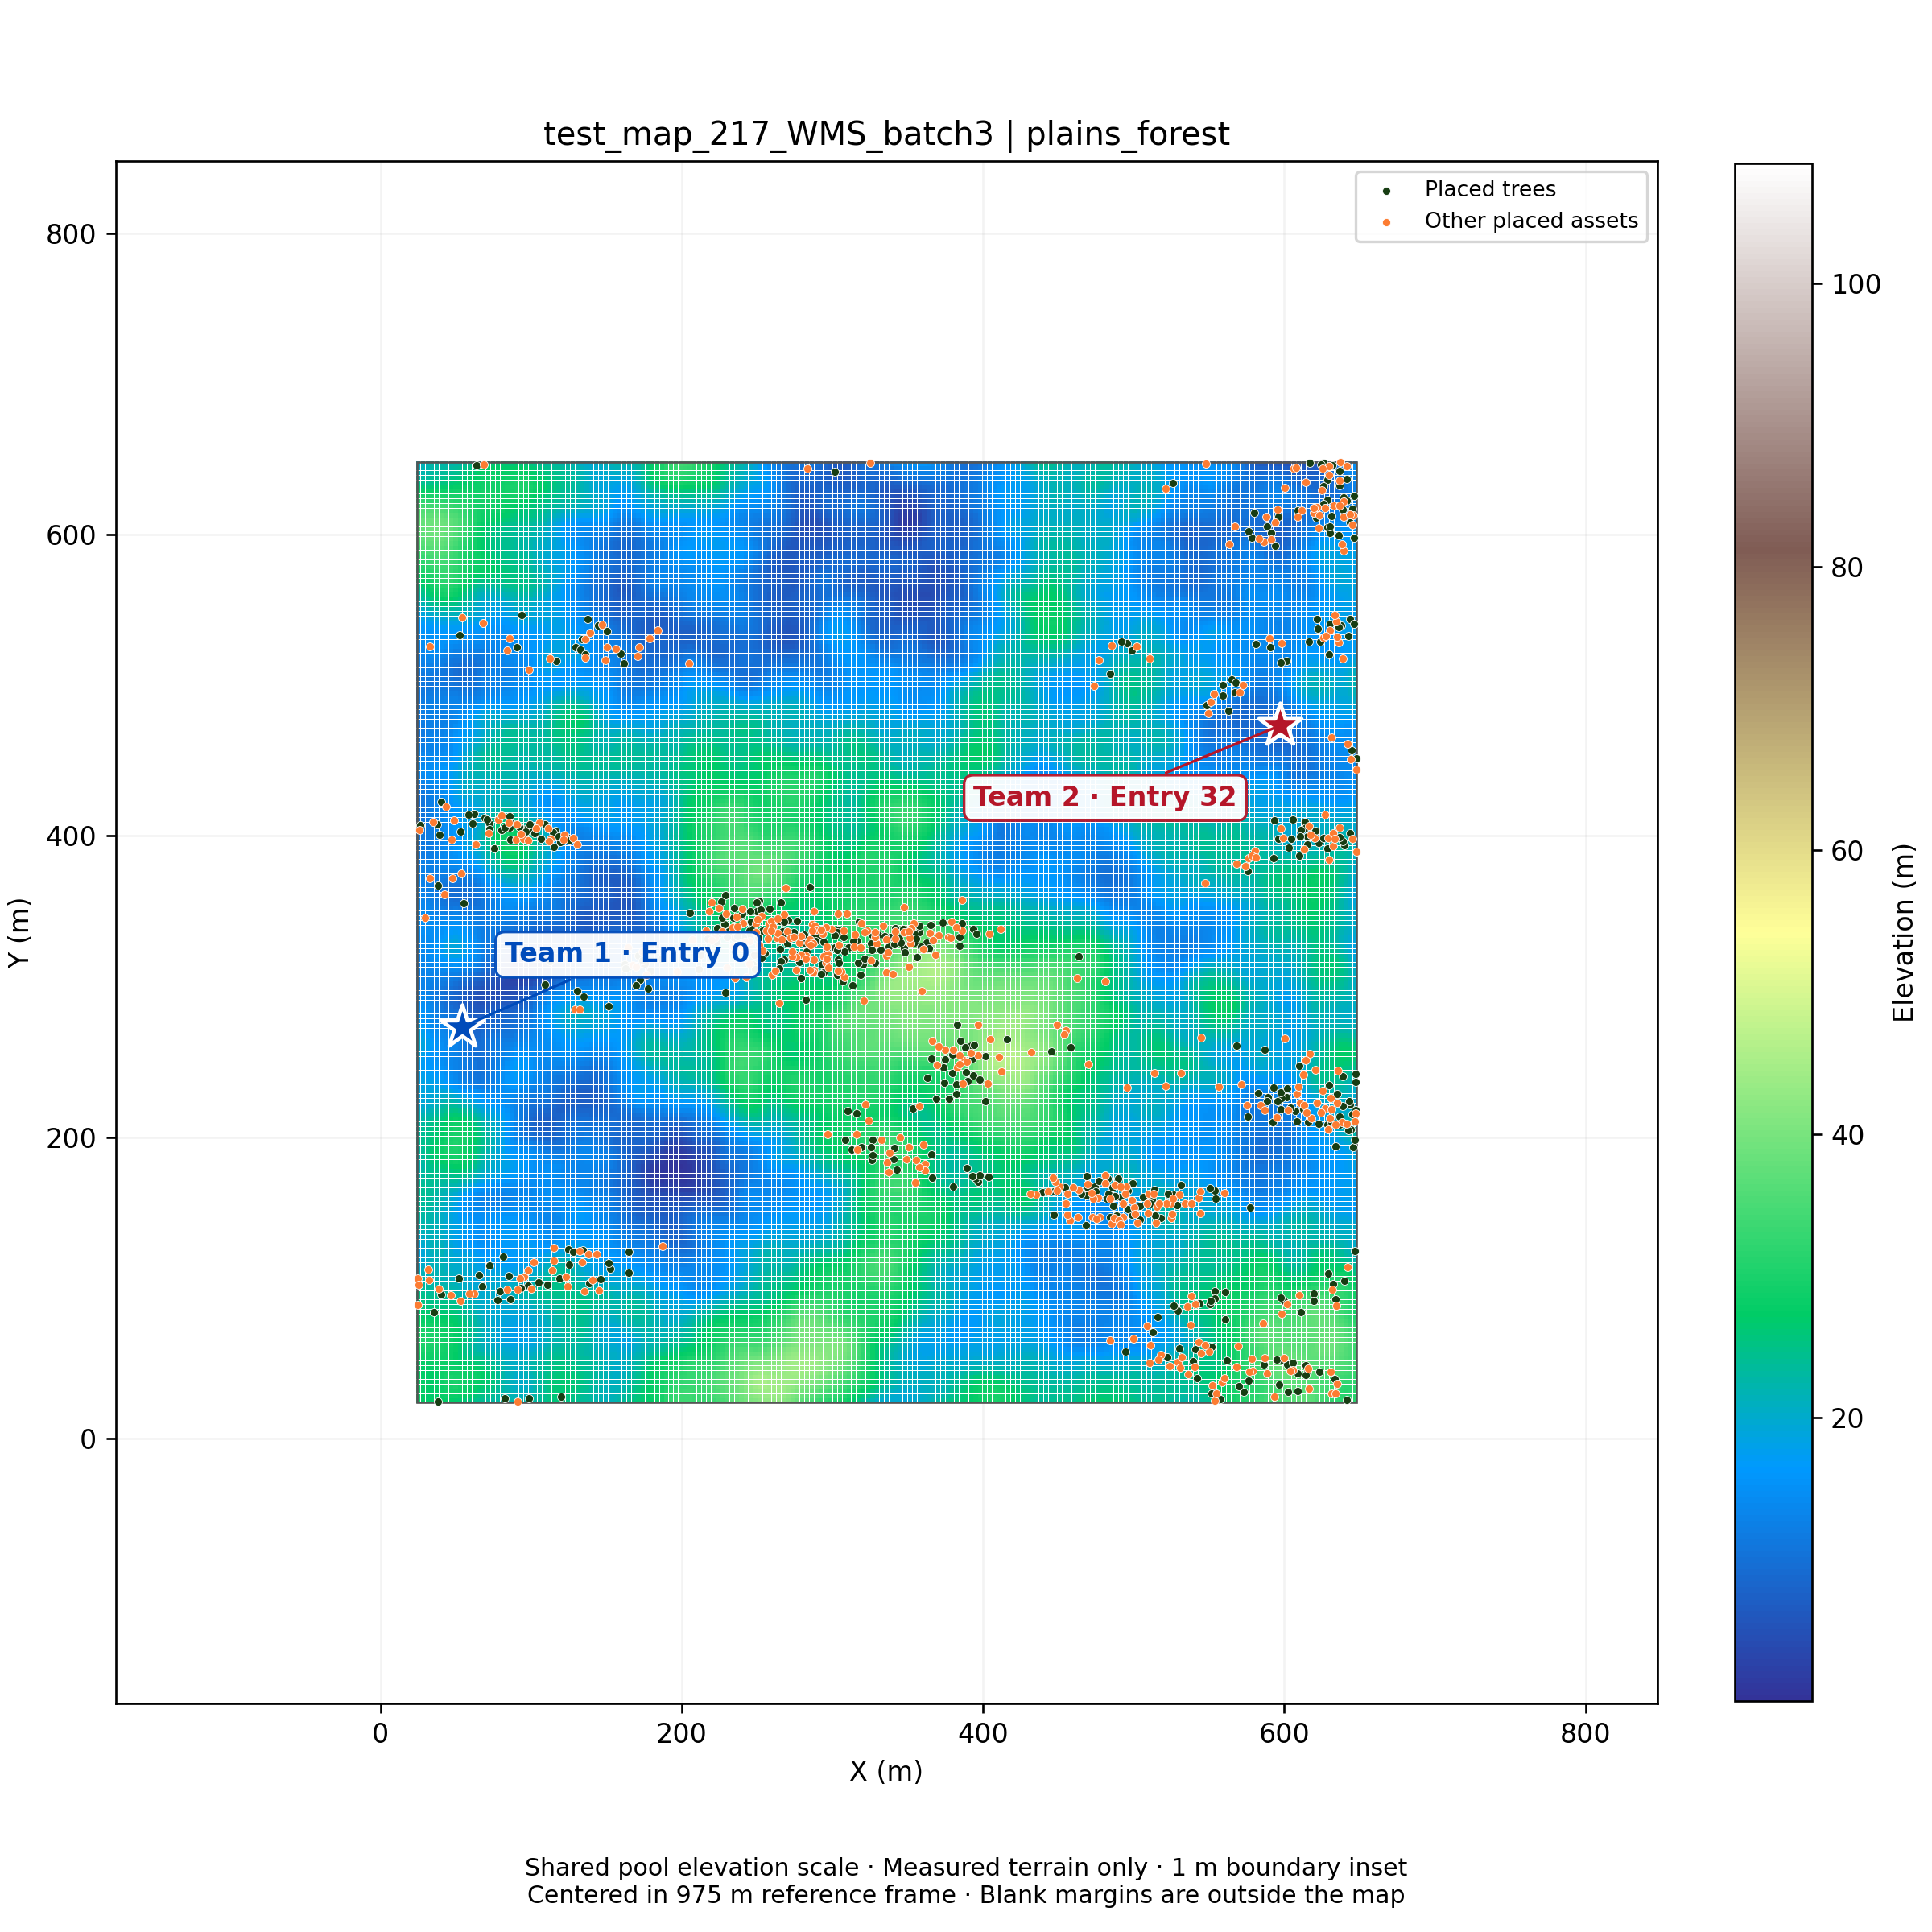 test_map_217_WMS_batch3 | plains_forest
Placed trees
Other placed assets
800
600
400
200
0
Y (m)
Team 1 · Entry 0
Team 2 · Entry 32
0
200
400
600
800
X (m)
100
80
60
40
20
Elevation (m)
Shared pool elevation scale · Measured terrain only · 1 m boundary inset
Centered in 975 m reference frame · Blank margins are outside the map